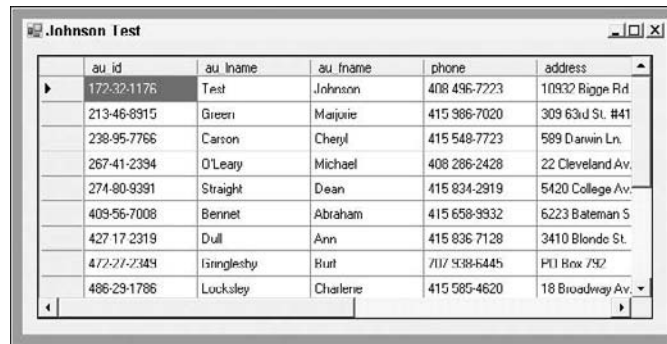 Johnson Test
au_id au_lname au_fname phone address
172-32-1176 Test Johnson 408 496-7223 10932 Bigge Rd
213-46-8915 Green Marjorie 415 986-7020 309 63rd St. #41
238-95-7766 Carson Cheryl 415 548-7723 589 Darwin Ln.
267-41-2394 O'Leary Michael 408 286-2428 22 Cleveland Av.
274-80-9391 Straight Dean 415 834-2919 5420 College Av.
409-56-7008 Bennet Abraham 415 658-9932 6223 Bateman S
427-17-2319 Dull Ann 415 836-7128 3410 Blonde St.
472-27-2349 Gringlesby Burt 707 938-6445 PO Box 792
486-29-1786 Locksley Charlene 415 585-4620 18 Broadway Av.